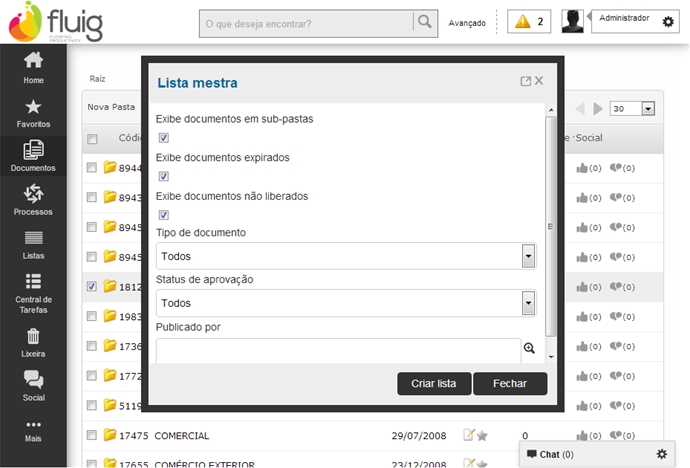 fluig
FLOWING
PRODUCTIVITY
O que deseja encontrar?
Avançado
2
Administrador
Home
Favoritos
Documentos
Processos
Listas
Central de
Tarefas
Lixeira
Social
Mais
Raíz
Nova Pasta
30
Códi
e
Social
8944
(0) (0)
8943
(0) (0)
8945
(0) (0)
8945
(0) (0)
1812
(0) (0)
1983
(0) (0)
1736
(0) (0)
1772
(0) (0)
5119
(0) (0)
17475 COMERCIAL 29/07/2008 0 (0) (0)
17655 COMÉRCIO EXTERIOR 23/12/2008
Lista mestra
Exibe documentos em sub-pastas
Exibe documentos expirados
Exibe documentos não liberados
Tipo de documento
Todos
Status de aprovação
Todos
Publicado por
Criar lista
Fechar
Chat (0)